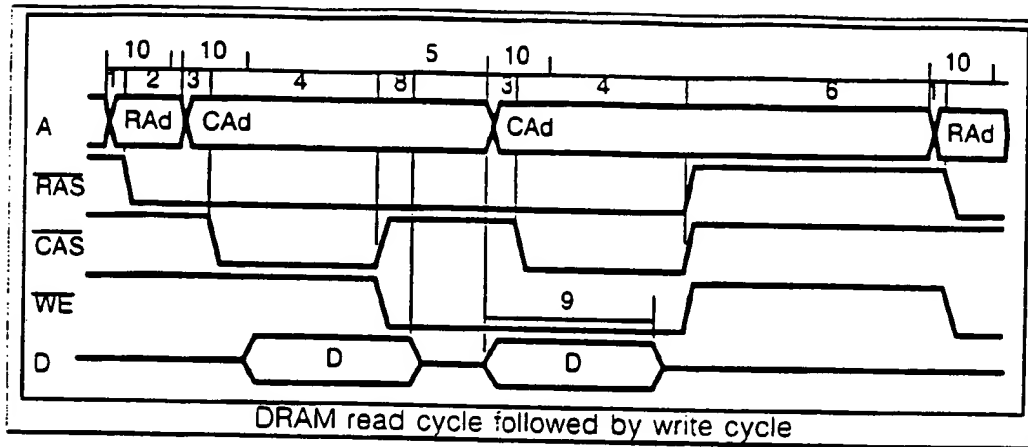 10 10 5 10 10
1 2 3 4 8 3 4 6 1
A RAd CAd CAd RAd
RAS
CAS
WE
9
D D D
DRAM read cycle followed by write cycle